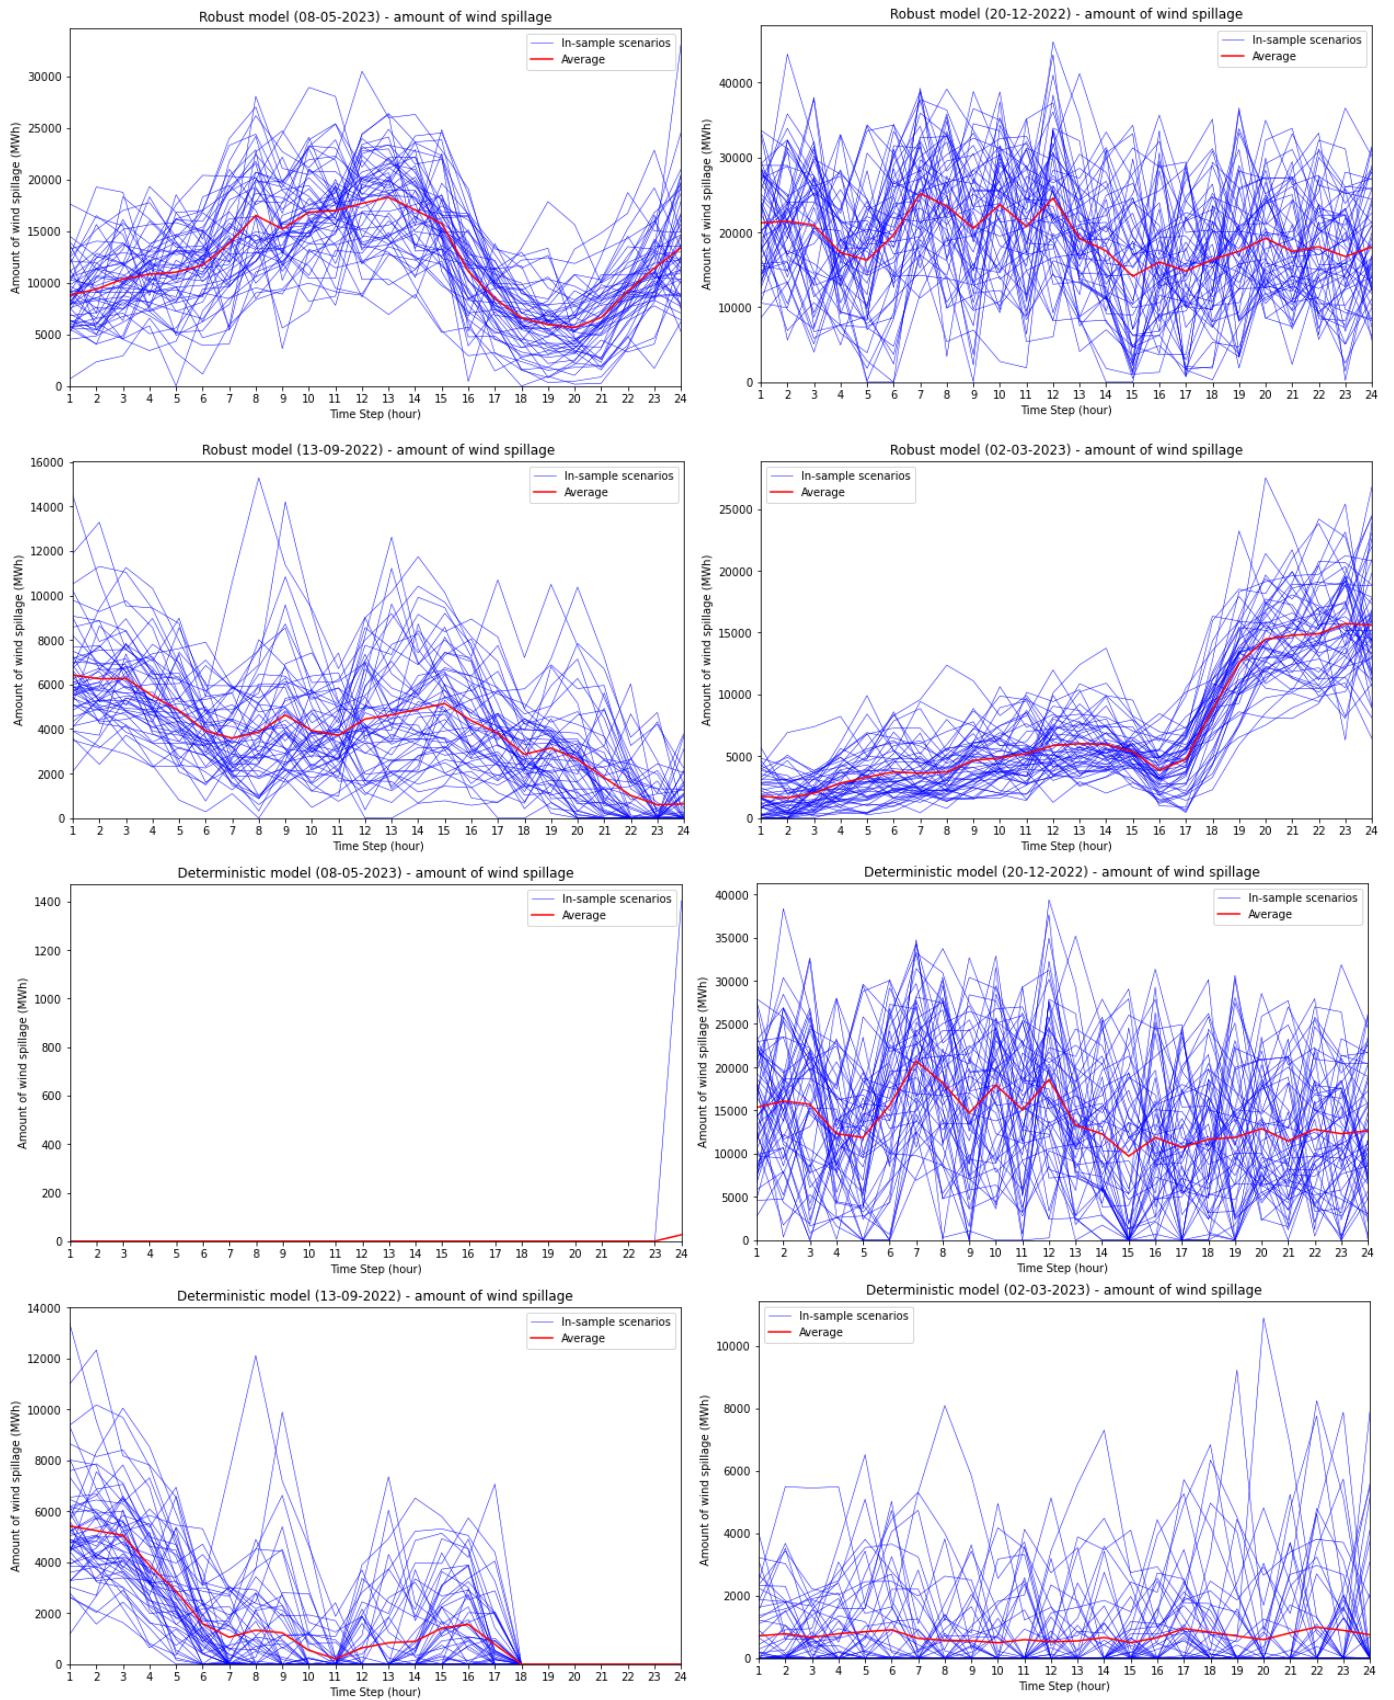 Robust model (08-05-2023) - amount of wind spillage
In-sample scenarios
Average
Amount of wind spillage (MWh)
30000
25000
20000
15000
10000
5000
0
1 2 3 4 5 6 7 8 9 10 11 12 13 14 15 16 17 18 19 20 21 22 23 24
Time Step (hour)
Robust model (20-12-2022) - amount of wind spillage
In-sample scenarios
Average
Amount of wind spillage (MWh)
40000
30000
20000
10000
0
1 2 3 4 5 6 7 8 9 10 11 12 13 14 15 16 17 18 19 20 21 22 23 24
Time Step (hour)
Robust model (13-09-2022) - amount of wind spillage
In-sample scenarios
Average
Amount of wind spillage (MWh)
16000
14000
12000
10000
8000
6000
4000
2000
0
1 2 3 4 5 6 7 8 9 10 11 12 13 14 15 16 17 18 19 20 21 22 23 24
Time Step (hour)
Robust model (02-03-2023) - amount of wind spillage
In-sample scenarios
Average
Amount of wind spillage (MWh)
25000
20000
15000
10000
5000
0
1 2 3 4 5 6 7 8 9 10 11 12 13 14 15 16 17 18 19 20 21 22 23 24
Time Step (hour)
Deterministic model (08-05-2023) - amount of wind spillage
In-sample scenarios
Average
Amount of wind spillage (MWh)
1400
1200
1000
800
600
400
200
0
1 2 3 4 5 6 7 8 9 10 11 12 13 14 15 16 17 18 19 20 21 22 23 24
Time Step (hour)
Deterministic model (20-12-2022) - amount of wind spillage
In-sample scenarios
Average
Amount of wind spillage (MWh)
40000
35000
30000
25000
20000
15000
10000
5000
0
1 2 3 4 5 6 7 8 9 10 11 12 13 14 15 16 17 18 19 20 21 22 23 24
Time Step (hour)
Deterministic model (13-09-2022) - amount of wind spillage
In-sample scenarios
Average
Amount of wind spillage (MWh)
14000
12000
10000
8000
6000
4000
2000
0
1 2 3 4 5 6 7 8 9 10 11 12 13 14 15 16 17 18 19 20 21 22 23 24
Time Step (hour)
Deterministic model (02-03-2023) - amount of wind spillage
In-sample scenarios
Average
Amount of wind spillage (MWh)
10000
8000
6000
4000
2000
0
1 2 3 4 5 6 7 8 9 10 11 12 13 14 15 16 17 18 19 20 21 22 23 24
Time Step (hour)